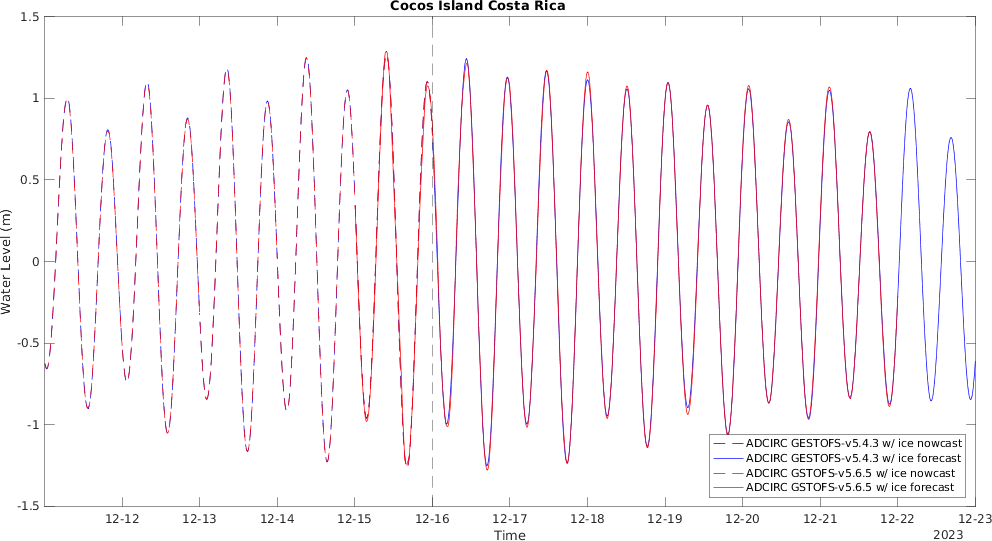 Cocos Island Costa Rica
1.5
1
0.5
0
-0.5
-1
-1.5
Water Level (m)
ADCIRC GESTOFS-v5.4.3 w/ ice nowcast
ADCIRC GESTOFS-v5.4.3 w/ ice forecast
ADCIRC GSTOFS-v5.6.5 w/ ice nowcast
ADCIRC GSTOFS-v5.6.5 w/ ice forecast
12-12 12-13 12-14 12-15 12-16 12-17 12-18 12-19 12-20 12-21 12-22 12-23
Time
2023